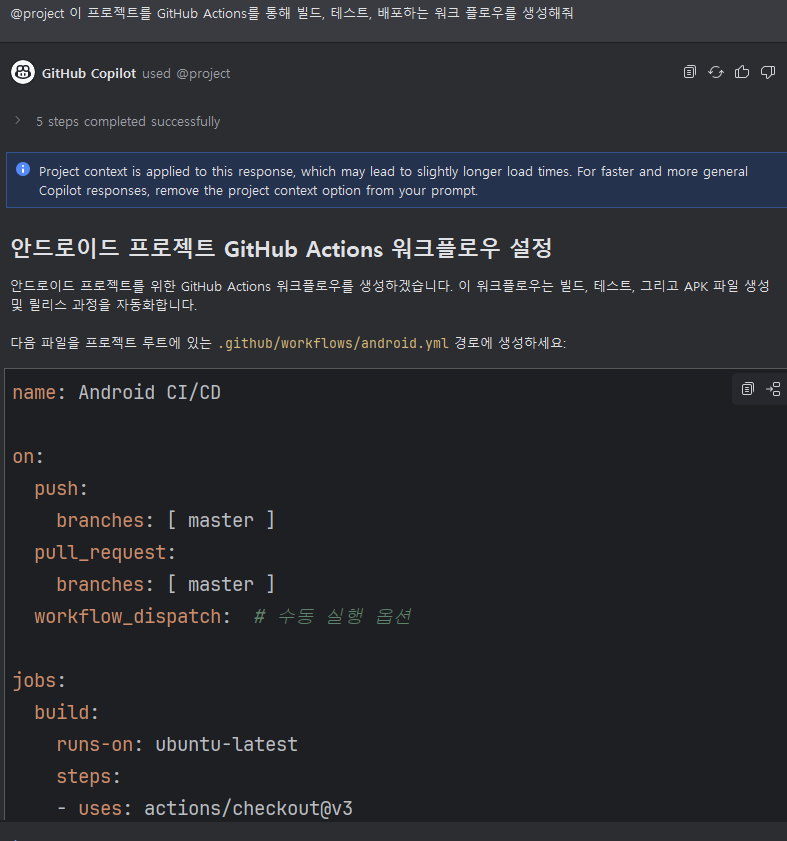 @project 이 프로젝트를 GitHub Actions를 통해 빌드, 테스트, 배포하는 워크 플로우를 생성해줘
GitHub Copilot used @project
5 steps completed successfully
Project context is applied to this response, which may lead to slightly longer load times. For faster and more general
Copilot responses, remove the project context option from your prompt.
안드로이드 프로젝트 GitHub Actions 워크플로우 설정
안드로이드 프로젝트를 위한 GitHub Actions 워크플로우를 생성하겠습니다. 이 워크플로우는 빌드, 테스트, 그리고 APK 파일 생성
및 릴리스 과정을 자동화합니다.
다음 파일을 프로젝트 루트에 있는 .github/workflows/android.yml 경로에 생성하세요:
name: Android CI/CD
on:
  push:
    branches: [ master ]
  pull_request:
    branches: [ master ]
  workflow_dispatch:  # 수동 실행 옵션
jobs:
  build:
    runs-on: ubuntu-latest
    steps:
    - uses: actions/checkout@v3